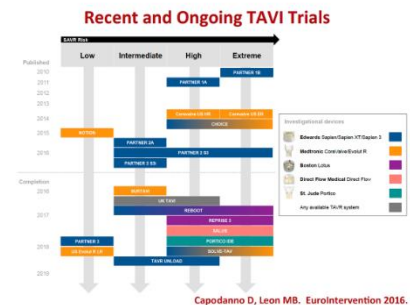 Recent and Ongoing TAVI Trials
SAVR Risk
Low Intermediate High Extreme
Published
2010
PARTNER 1B
2011
PARTNER 1A
2012
2013
CoreValve US HR CoreValve US ER
2014
CHOICE
2015
NOTION
PARTNER 2A
2016
PARTNER 2 S3
PARTNER 2 S3
Completion
2016
SURTAVI
UK TAVI
2017
REBOOT
REPRISE 3
SALUS
PARTNER 3
PORTICO IDE
2018
US Evolut R LR
SOLVE-TAVI
TAVR UNLOAD
2019
Investigational devices
Edwards Sapien/Sapien XT/Sapien 3
Medtronic CoreValve/Evolut R
Boston Lotus
Direct Flow Medical Direct Flow
St. Jude Portico
Any available TAVR system
Capodanno D, Leon MB. EuroIntervention 2016.